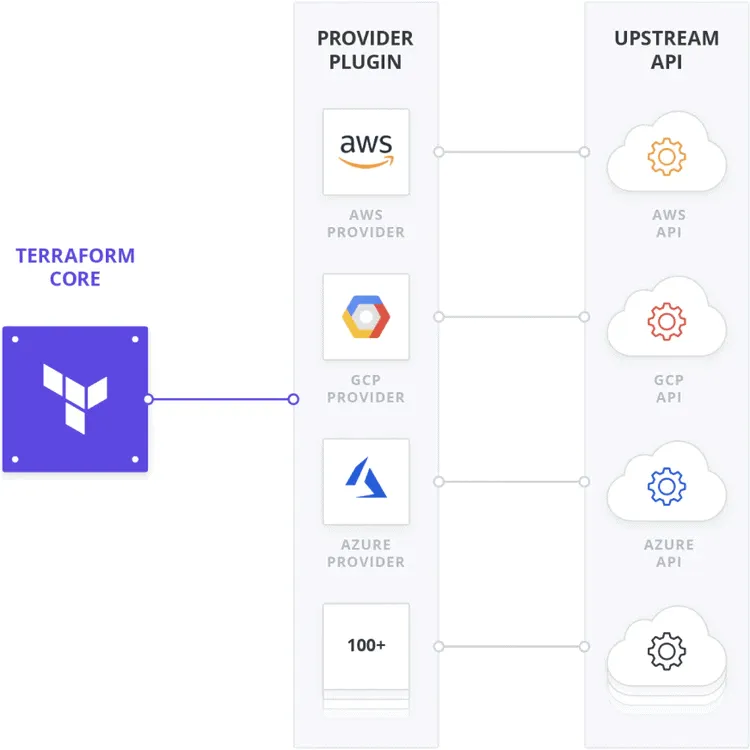 PROVIDER
PLUGIN
UPSTREAM
API
aws
AWS
PROVIDER
AWS
API
TERRAFORM
CORE
GCP
PROVIDER
GCP
API
AZURE
PROVIDER
AZURE
API
100+